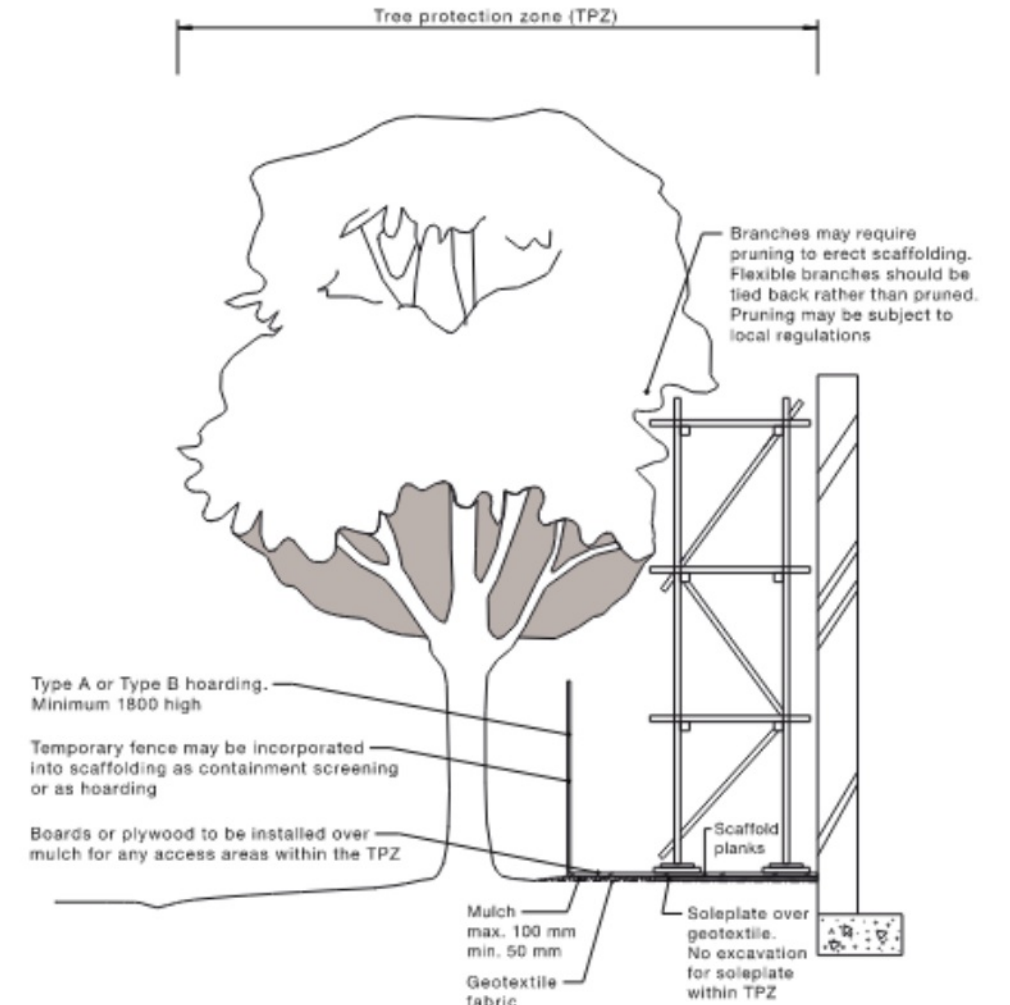 Tree protection zone (TPZ)
Branches may require
pruning to erect scaffolding.
Flexible branches should be
tied back rather than pruned.
Pruning may be subject to
local regulations
Type A or Type B hoarding.
Minimum 1800 high
Temporary fence may be incorporated
into scaffolding as containment screening
or as hoarding
Boards or plywood to be installed over
mulch for any access areas within the TPZ
Scaffold
planks
Mulch
max. 100 mm
min. 50 mm
Geotextile
fabric
Soleplate over
geotextile.
No excavation
for soleplate
within TPZ